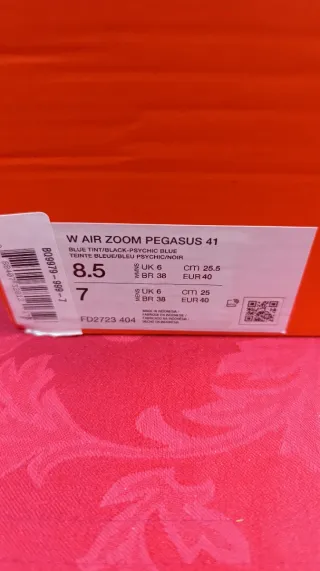 W AIR ZOOM PEGASUS 41
BLUE TINT/BLACK-PSYCHIC BLUE
TEINTE BLEUE/BLEU PSYCHIC/NOIR
8.5 UK 6 CM 25.5
BR 38 EUR 40
7 MENS UK 6 CM 25
BR 38 EUR 40
FD2723 404
MADE IN INDONESIA